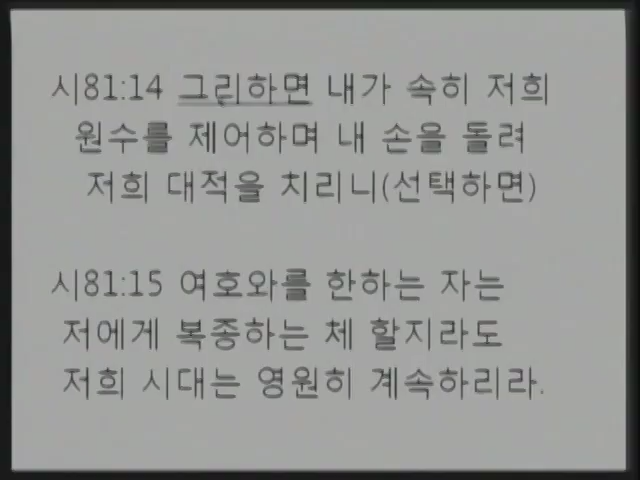 시81:14 그리하면 내가 속히 저희
원수를 제어하며 내 손을 돌려
저희 대적을 치리니(선택하면)
시81:15 여호와를 한하는 자는
저에게 복종하는 체 할지라도
저희 시대는 영원히 계속하리라.